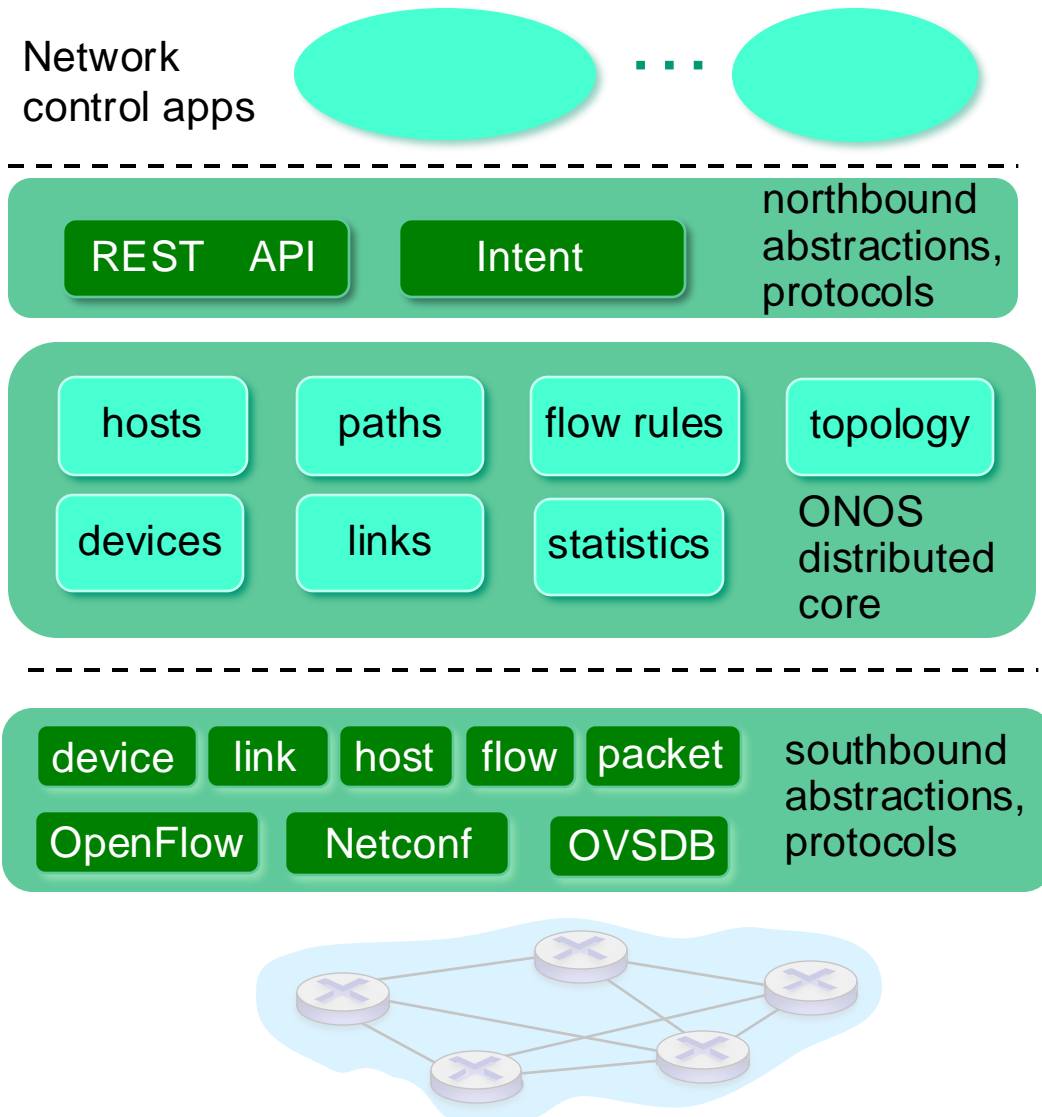 Network
control apps
...
REST API
Intent
northbound
abstractions,
protocols
hosts
paths
flow rules
topology
devices
links
statistics
ONOS
distributed
core
device
link
host
flow
packet
OpenFlow
Netconf
OVSDB
southbound
abstractions,
protocols